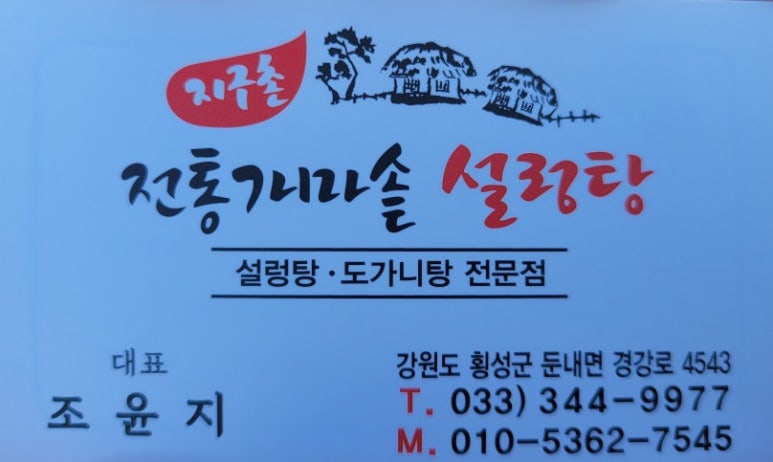 지구촌
전통가마솥 설렁탕
설렁탕·도가니탕 전문점
대표
조윤지
강원도 횡성군 둔내면 경강로 4543
T. 033) 344-9977
M. 010-5362-7545